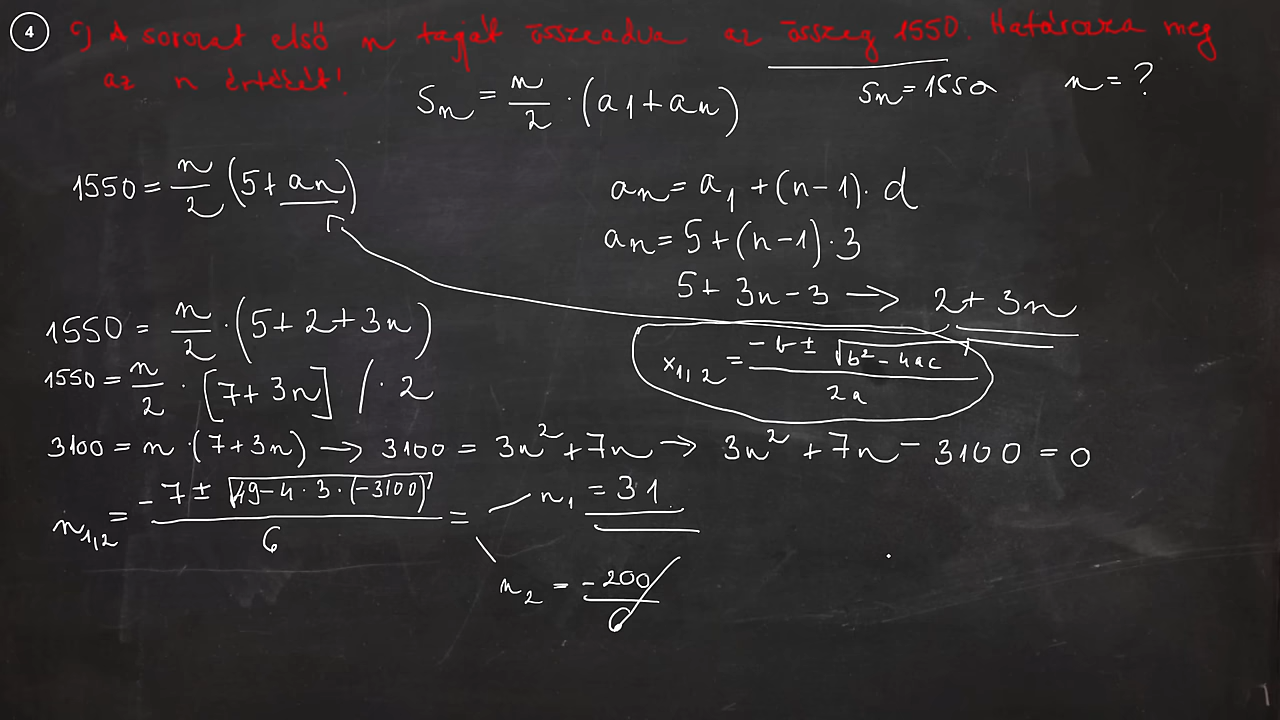 4
c) A sorozat első n tagját összeadva az összeg 1550. Határozza meg
az n értékét!
Sn = n/2 · (a1 + an)
Sn = 1550 n = ?
1550 = n/2 (5 + an)
an = a1 + (n-1) · d
an = 5 + (n-1) · 3
5 + 3n - 3 → 2 + 3n
1550 = n/2 · (5 + 2 + 3n)
x1,2 = (-b ± √(b² - 4ac)) / 2a
1550 = n/2 · [7 + 3n] / · 2
3100 = n · (7 + 3n) → 3100 = 3n² + 7n → 3n² + 7n - 3100 = 0
n1,2 = (-7 ± √(49 - 4 · 3 · (-3100))) / 6 =
n1 = 31
n2 = -200/6
1